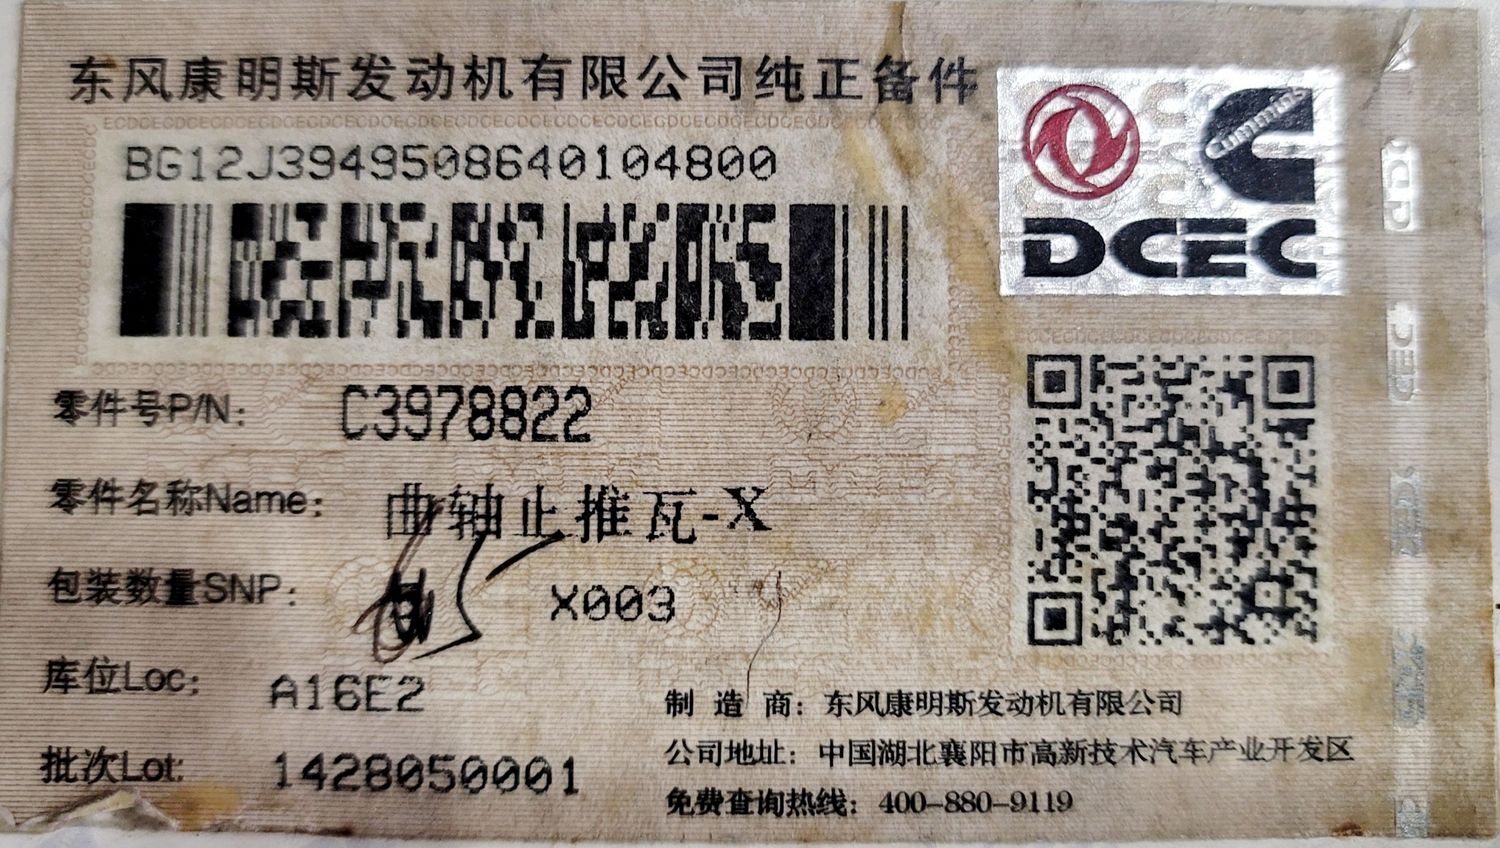 东风康明斯发动机有限公司纯正备件
BG12J3949508640104800
Cummins
DCEC
零件号P/N: C3978822
零件名称Name: 曲轴止推瓦-X
包装数量SNP: 5 X003
库位Loc: A16E2
批次Lot: 1428050001
制 造 商: 东风康明斯发动机有限公司
公司地址: 中国湖北襄阳市高新技术汽车产业开发区
免费查询热线: 400-880-9119